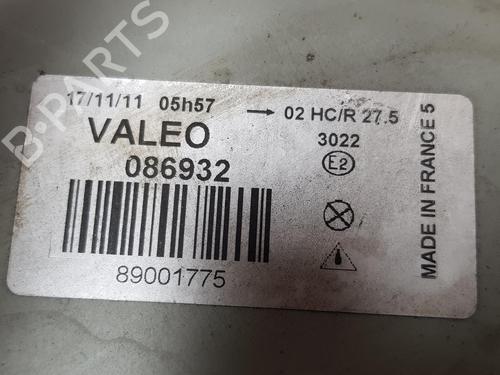 17/11/11 05h57 → 02 HC/R 27.5
VALEO
3022
086932
E2
89001775
MADE IN FRANCE 5
B-PARTS